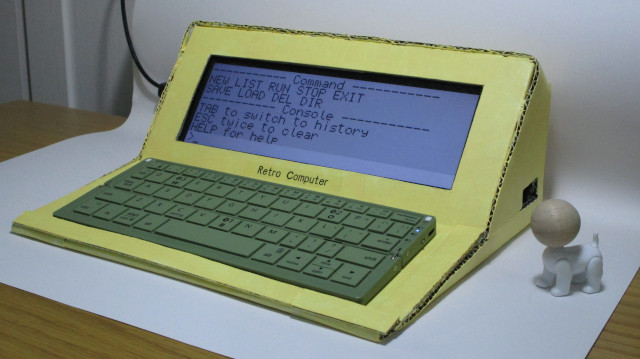 ---------- Command ----------
NEW LIST RUN STOP EXIT
SAVE LOAD DEL DIR
---------- Console ----------
TAB to switch to history
ESC twice to clear
HELP for help
>
Retro Computer